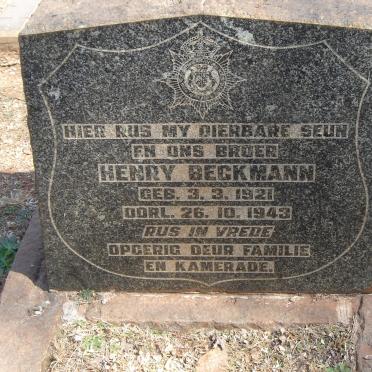 HIER RUS MY DIERBARE SEUN
EN ONS BROER
HENRY BECKMANN
GEB. 3. 3. 1921
OORL. 26. 10. 1943
RUS IN VREDE
OPGERIG DEUR FAMILIE
EN KAMERADE.